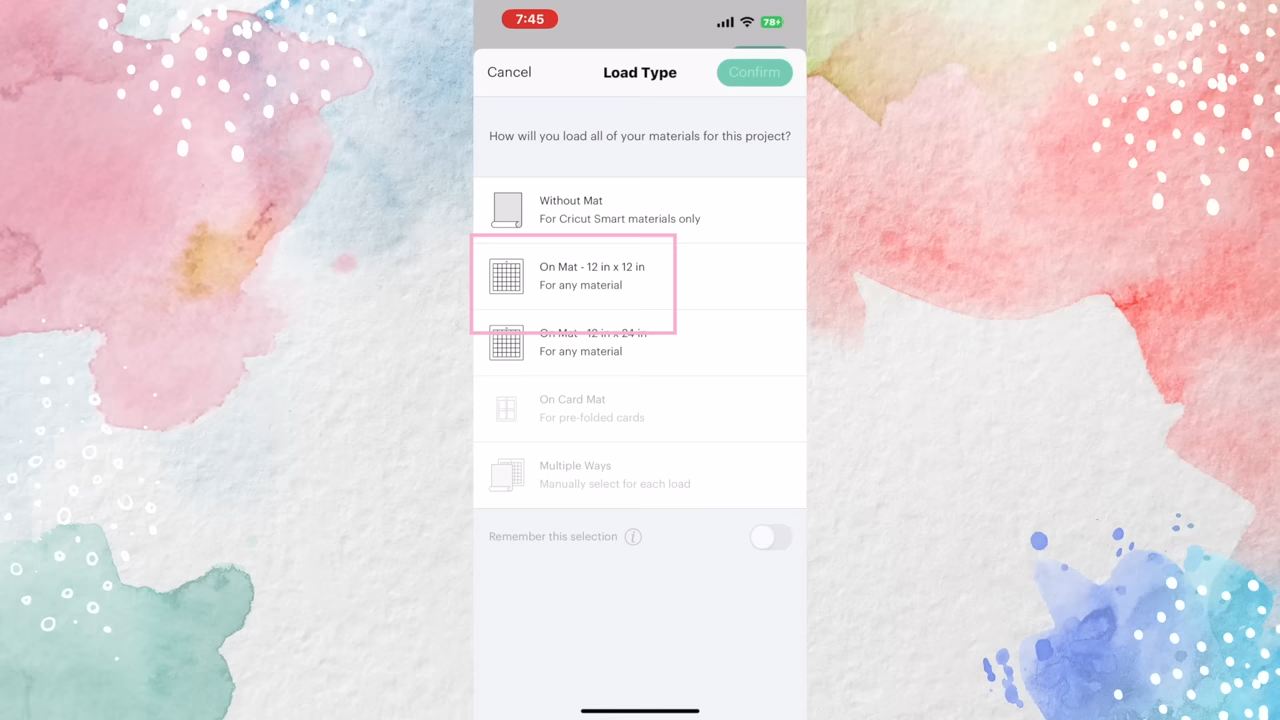 7:45
78
Cancel
Load Type
Confirm
How will you load all of your materials for this project?
Without Mat
For Cricut Smart materials only
On Mat - 12 in x 12 in
For any material
On Mat - 12 in x 24 in
For any material
On Card Mat
For pre-folded cards
Multiple Ways
Manually select for each load
Remember this selection